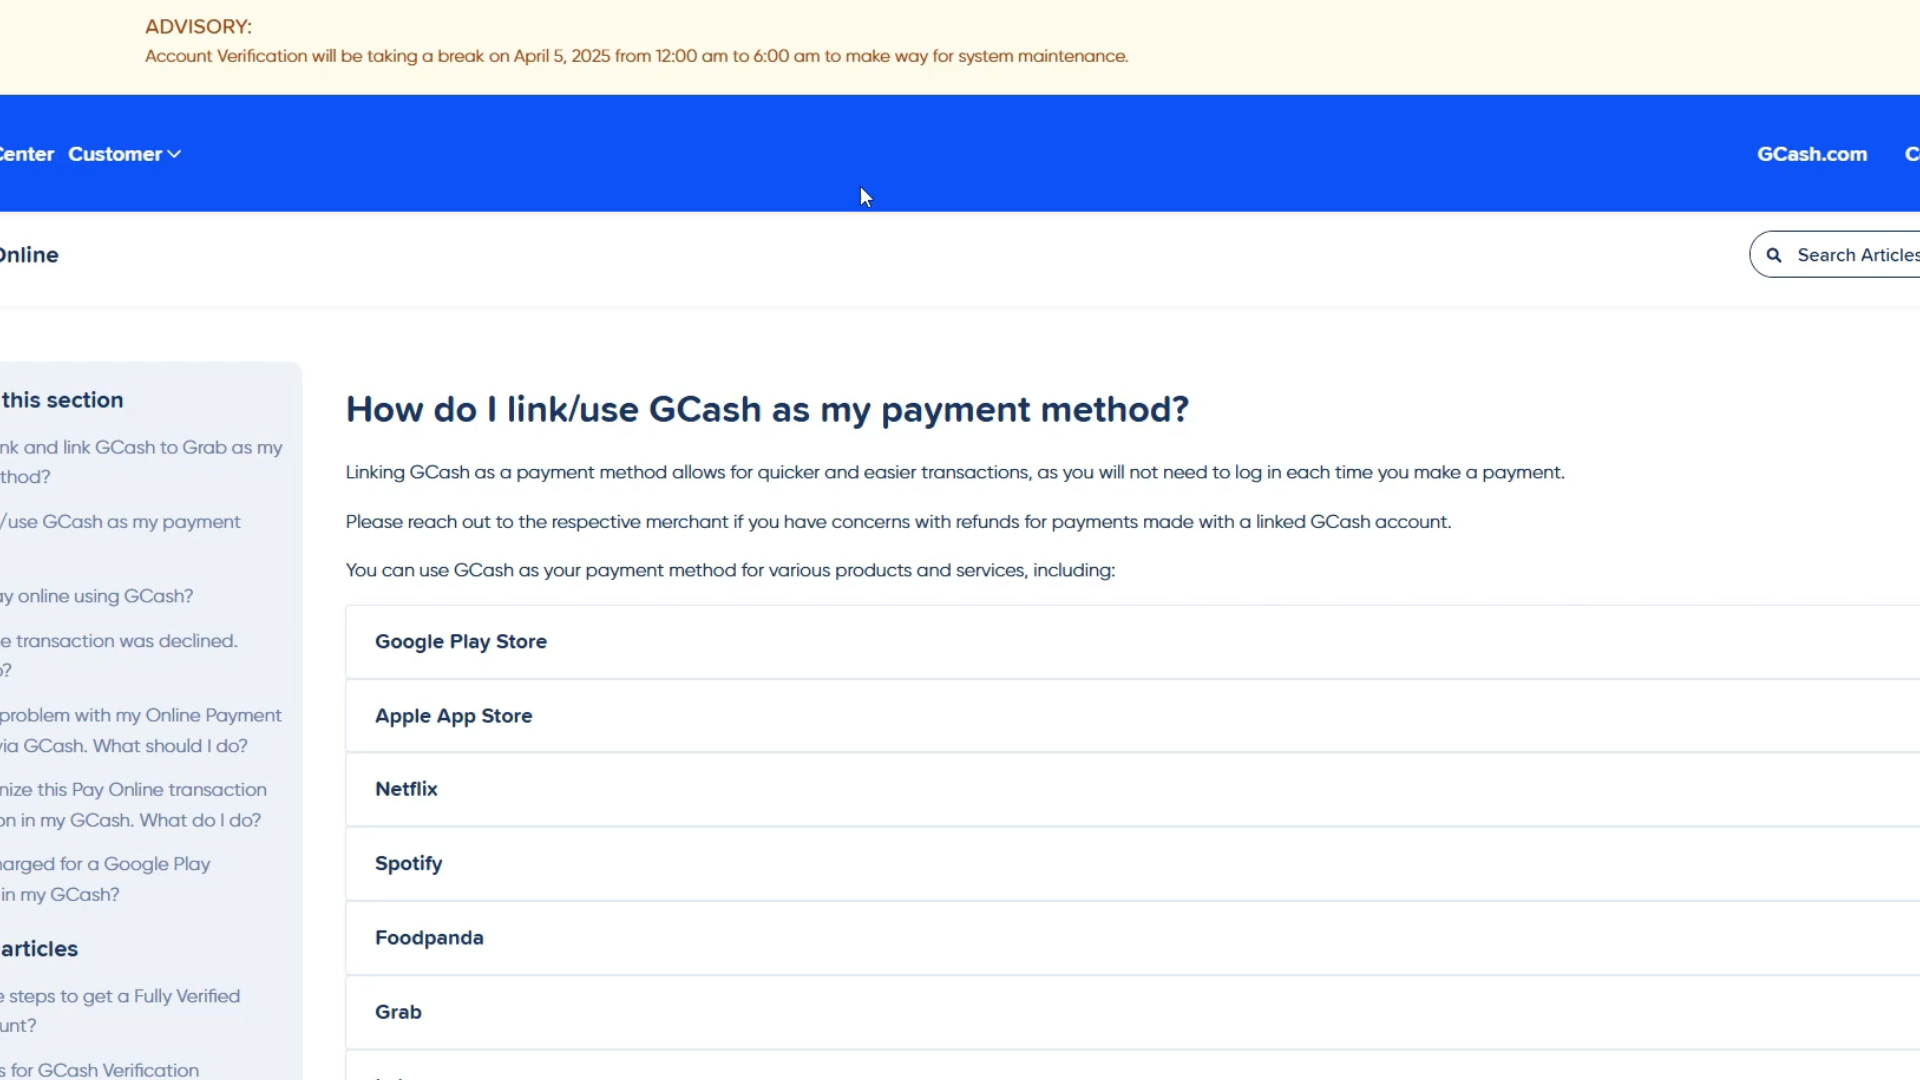 ADVISORY:
Account Verification will be taking a break on April 5, 2025 from 12:00 am to 6:00 am to make way for system maintenance.
Center Customer
GCash.com
Online
Search Articles
this section
nk and link GCash to Grab as my
thod?
/use GCash as my payment
ay online using GCash?
e transaction was declined.
o?
problem with my Online Payment
via GCash. What should I do?
nize this Pay Online transaction
on in my GCash. What do I do?
harged for a Google Play
in my GCash?
articles
e steps to get a Fully Verified
unt?
s for GCash Verification
How do I link/use GCash as my payment method?
Linking GCash as a payment method allows for quicker and easier transactions, as you will not need to log in each time you make a payment.
Please reach out to the respective merchant if you have concerns with refunds for payments made with a linked GCash account.
You can use GCash as your payment method for various products and services, including:
Google Play Store
Apple App Store
Netflix
Spotify
Foodpanda
Grab